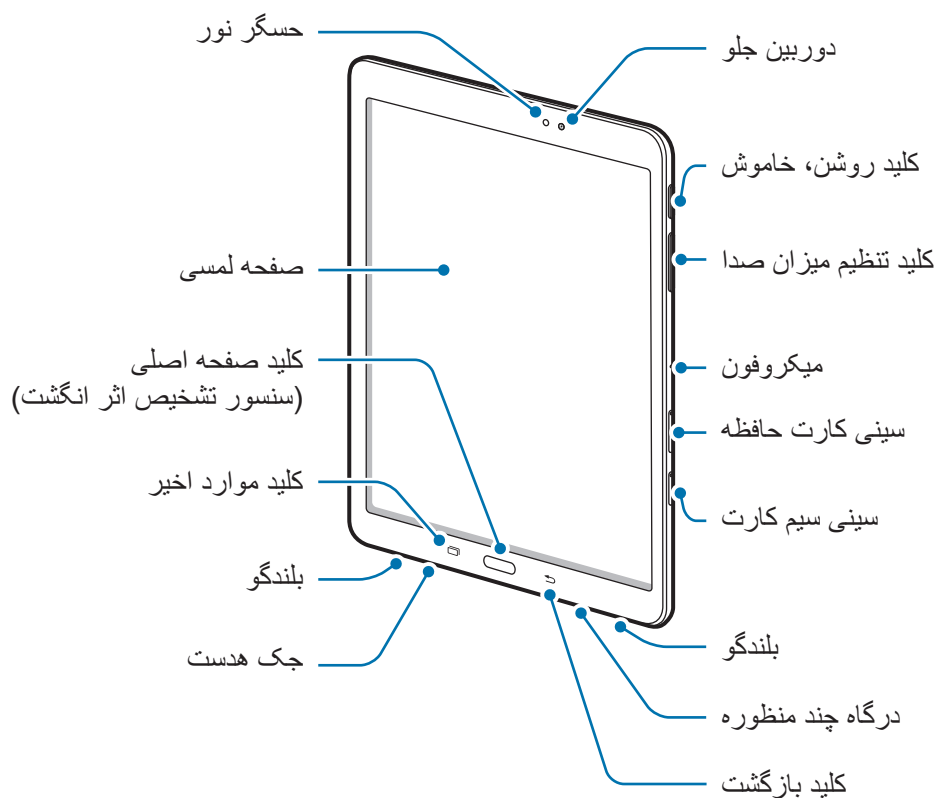 حسگر نور
دوربین جلو
کلید روشن، خاموش
کلید تنظیم میزان صدا
صفحه لمسی
کلید صفحه اصلی
(سنسور تشخیص اثر انگشت)
میکروفون
سینی کارت حافظه
کلید موارد اخیر
سینی سیم کارت
بلندگو
بلندگو
جک هدست
درگاه چند منظوره
کلید بازگشت